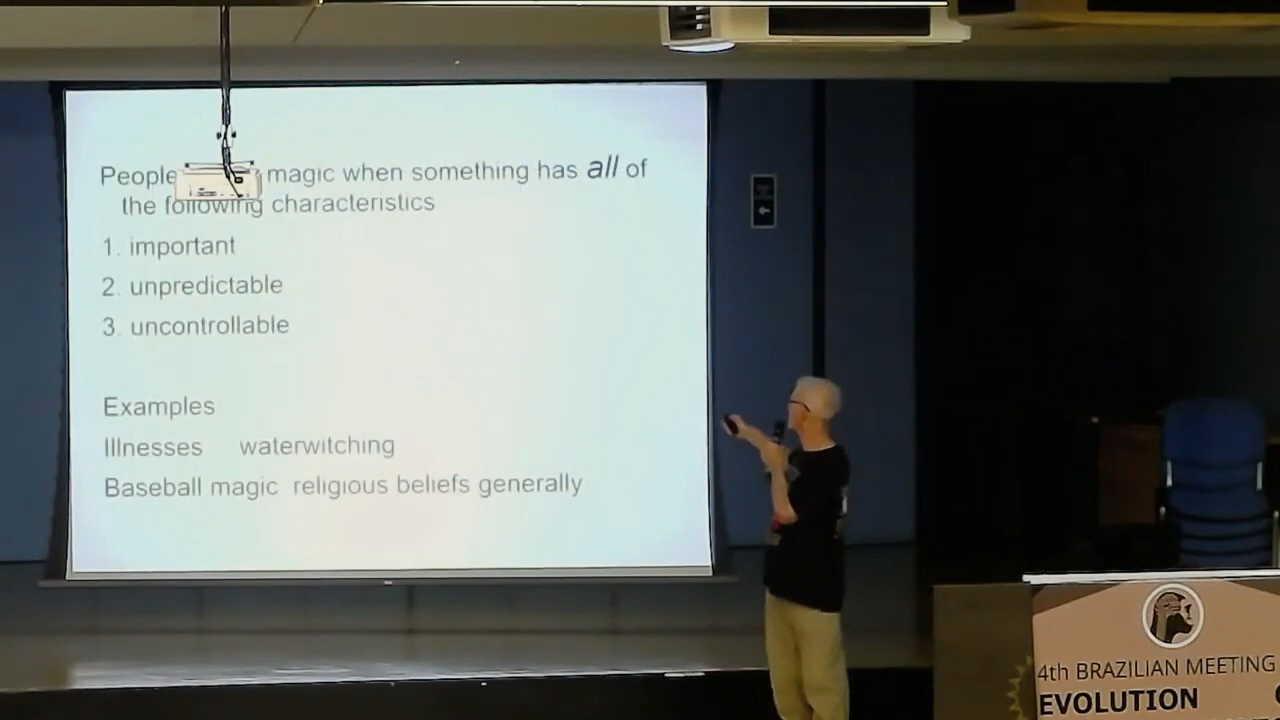 People magic when something has all of
the following characteristics
1. important
2. unpredictable
3. uncontrollable
Examples
Illnesses waterwitching
Baseball magic religious beliefs generally
4th BRAZILIAN MEETING
EVOLUTION